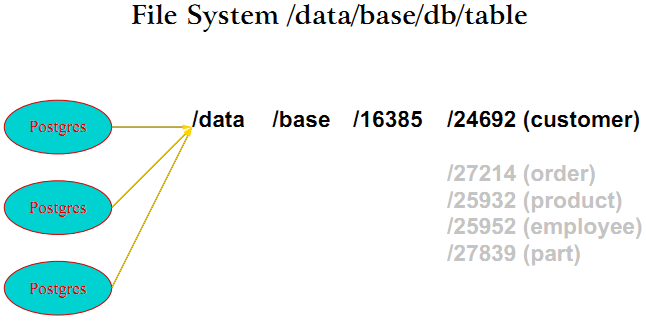 File System /data/base/db/table
Postgres /data /base /16385 /24692 (customer)
/27214 (order)
Postgres /25932 (product)
/25952 (employee)
/27839 (part)
Postgres